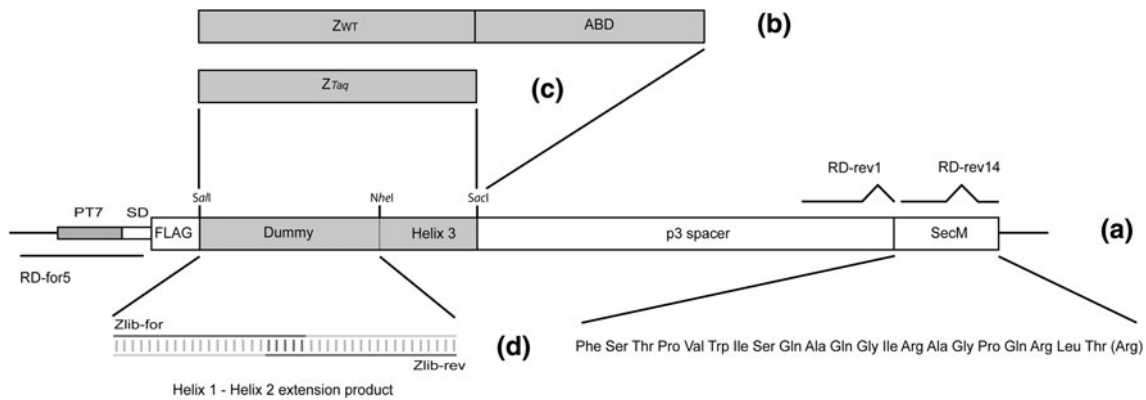 ZWT ABD (b)
ZTaq (c)
RD-rev1 RD-rev14
SalI NheI SacI
PT7 SD
FLAG Dummy Helix 3 p3 spacer SecM (a)
RD-for5
Zlib-for
(d)
Phe Ser Thr Pro Val Trp Ile Ser Gln Ala Gln Gly Ile Arg Ala Gly Pro Gln Arg Leu Thr (Arg)
Zlib-rev
Helix 1 - Helix 2 extension product